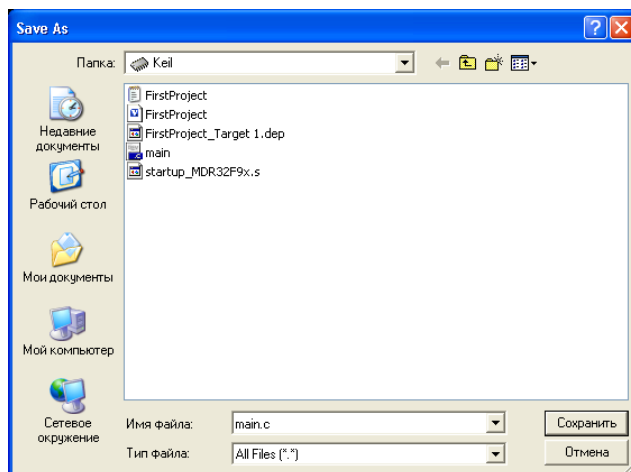 Save As
Папка:
Keil
FirstProject
FirstProject
FirstProject_Target 1.dep
main
startup_MDR32F9x.s
Недавние
документы
Рабочий стол
Мои документы
Мой компьютер
Сетевое
окружение
Имя файла:
main.c
Сохранить
Тип файла:
All Files (*.*)
Отмена